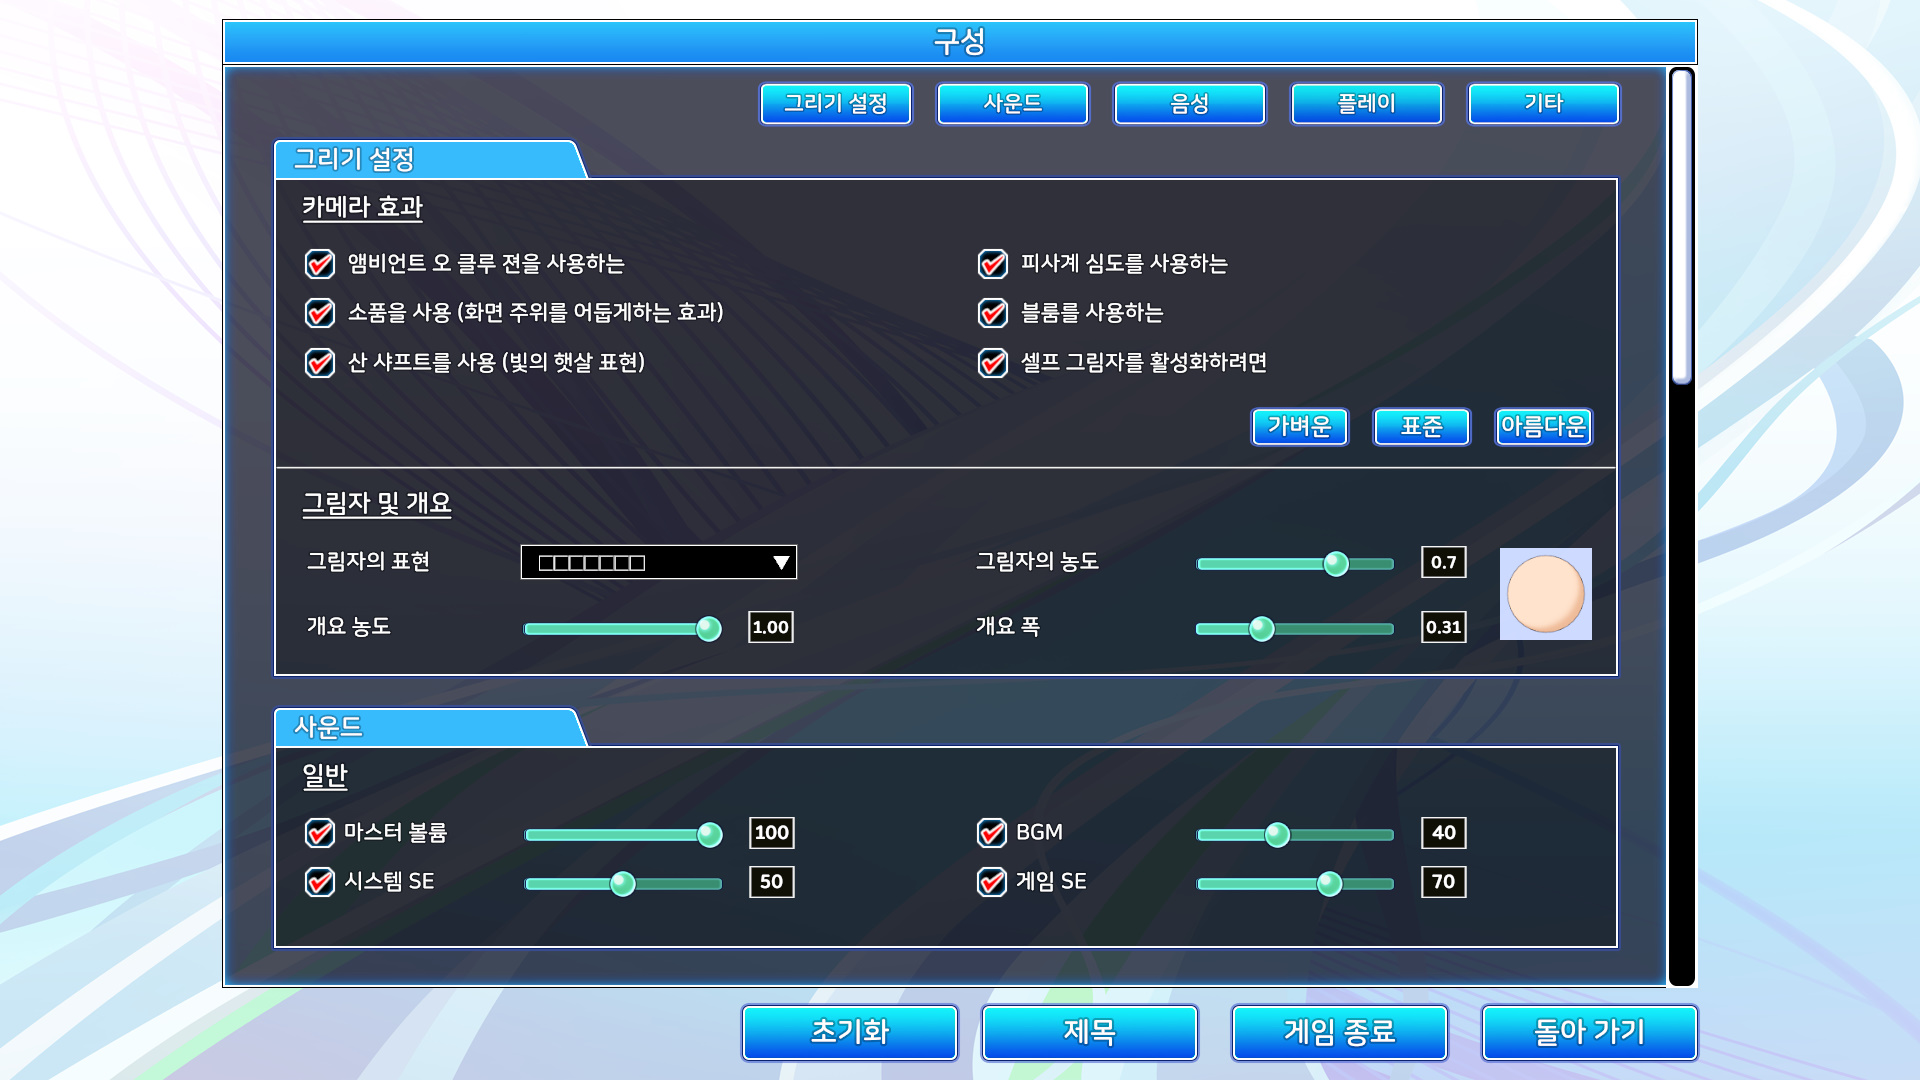 구성
그리기 설정 사운드 음성 플레이 기타
그리기 설정
카메라 효과
앰비언트 오 클루 젼을 사용하는 피사계 심도를 사용하는
소품을 사용 (화면 주위를 어둡게하는 효과) 블룸를 사용하는
산 샤프트를 사용 (빛의 햇살 표현) 셀프 그림자를 활성화하려면
가벼운 표준 아름다운
그림자 및 개요
그림자의 표현 □□□□□□□ 그림자의 농도 0.7
개요 농도 1.00 개요 폭 0.31
사운드
일반
마스터 볼륨 100 BGM 40
시스템 SE 50 게임 SE 70
초기화 제목 게임 종료 돌아 가기